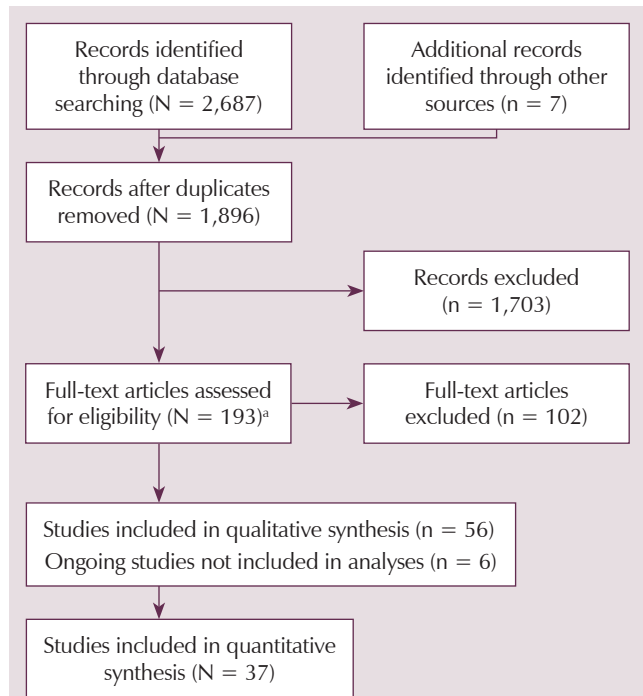 Records identified
through database
searching (N = 2,687)
Additional records
identified through other
sources (n = 7)
Records after duplicates
removed (N = 1,896)
Records excluded
(n = 1,703)
Full-text articles assessed
for eligibility (N = 193)ᵃ
Full-text articles
excluded (n = 102)
Studies included in qualitative synthesis (n = 56)
Ongoing studies not included in analyses (n = 6)
Studies included in quantitative
synthesis (N = 37)